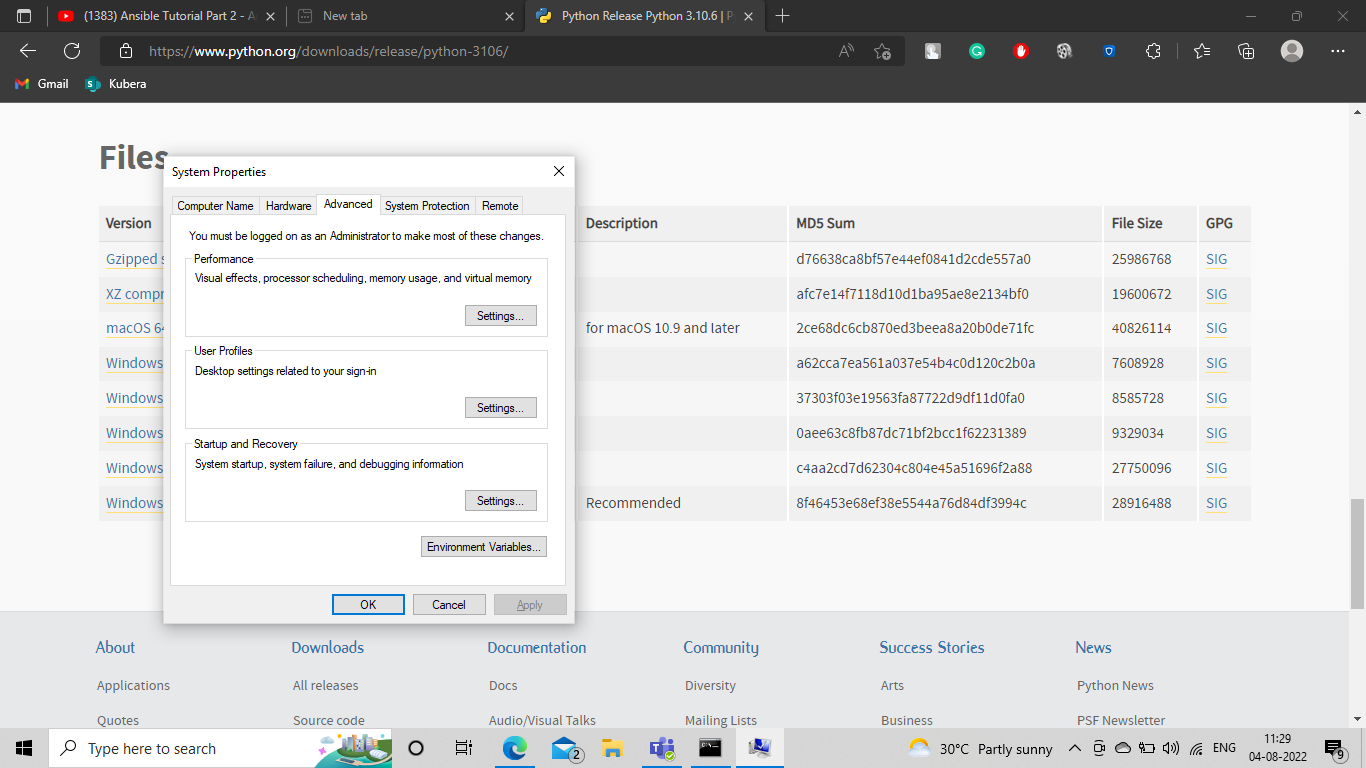 (1383) Ansible Tutorial Part 2 - A
New tab
Python Release Python 3.10.6 | P
https://www.python.org/downloads/release/python-3106/
Gmail
Kubera
Files
System Properties
Computer Name Hardware Advanced System Protection Remote
You must be logged on as an Administrator to make most of these changes.
Performance
Visual effects, processor scheduling, memory usage, and virtual memory
Settings...
User Profiles
Desktop settings related to your sign-in
Settings...
Startup and Recovery
System startup, system failure, and debugging information
Settings...
Environment Variables...
OK Cancel Apply
Version Description MD5 Sum File Size GPG
Gzipped s d76638ca8bf57e44ef0841d2cde557a0 25986768 SIG
XZ compr afc7e14f7118d10d1ba95ae8e2134bf0 19600672 SIG
macOS 64 for macOS 10.9 and later 2ce68dc6cb870ed3beea8a20b0de71fc 40826114 SIG
Windows a62cca7ea561a037e54b4c0d120c2b0a 7608928 SIG
Windows 37303f03e19563fa87722d9df11d0fa0 8585728 SIG
Windows 0aee63c8fb87dc71bf2bcc1f62231389 9329034 SIG
Windows c4aa2cd7d62304c804e45a51696f2a88 27750096 SIG
Windows Recommended 8f46453e68ef38e5544a76d84df3994c 28916488 SIG
About Downloads Documentation Community Success Stories News
Applications All releases Docs Diversity Arts Python News
Quotes Source code Audio/Visual Talks Mailing Lists Business PSF Newsletter
Type here to search
2
30°C Partly sunny
ENG
11:29
04-08-2022
9